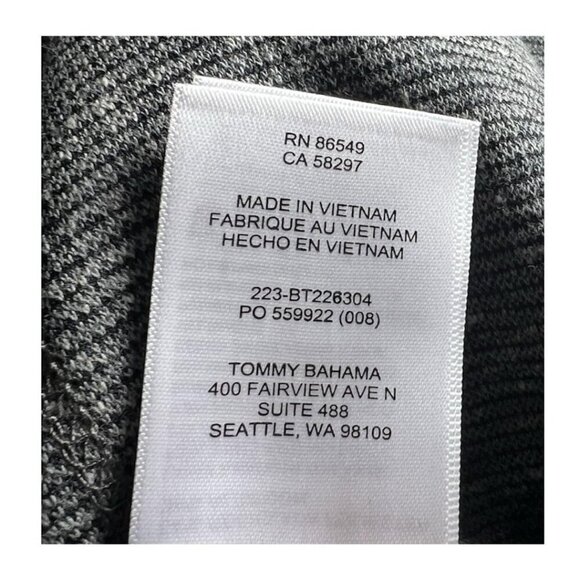 RN 86549
CA 58297
MADE IN VIETNAM
FABRIQUE AU VIETNAM
HECHO EN VIETNAM
223-BT226304
PO 559922 (008)
TOMMY BAHAMA
400 FAIRVIEW AVE N
SUITE 488
SEATTLE, WA 98109